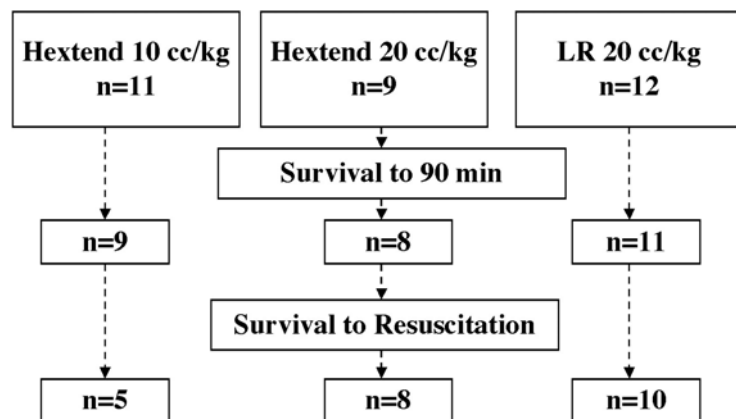 Hextend 10 cc/kg
n=11
Hextend 20 cc/kg
n=9
LR 20 cc/kg
n=12
Survival to 90 min
n=9
n=8
n=11
Survival to Resuscitation
n=5
n=8
n=10